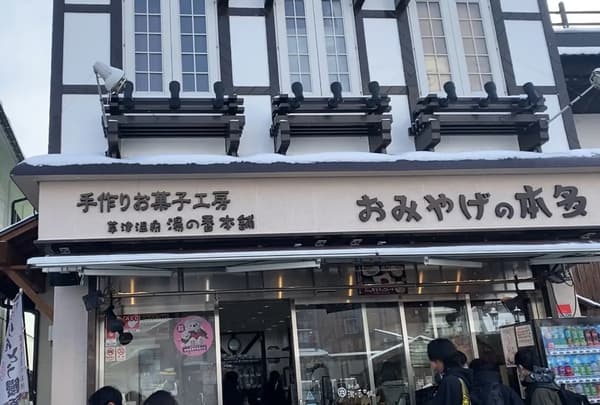 手作りお菓子工房
草津温泉 湯の香本舗
おみやげの本多